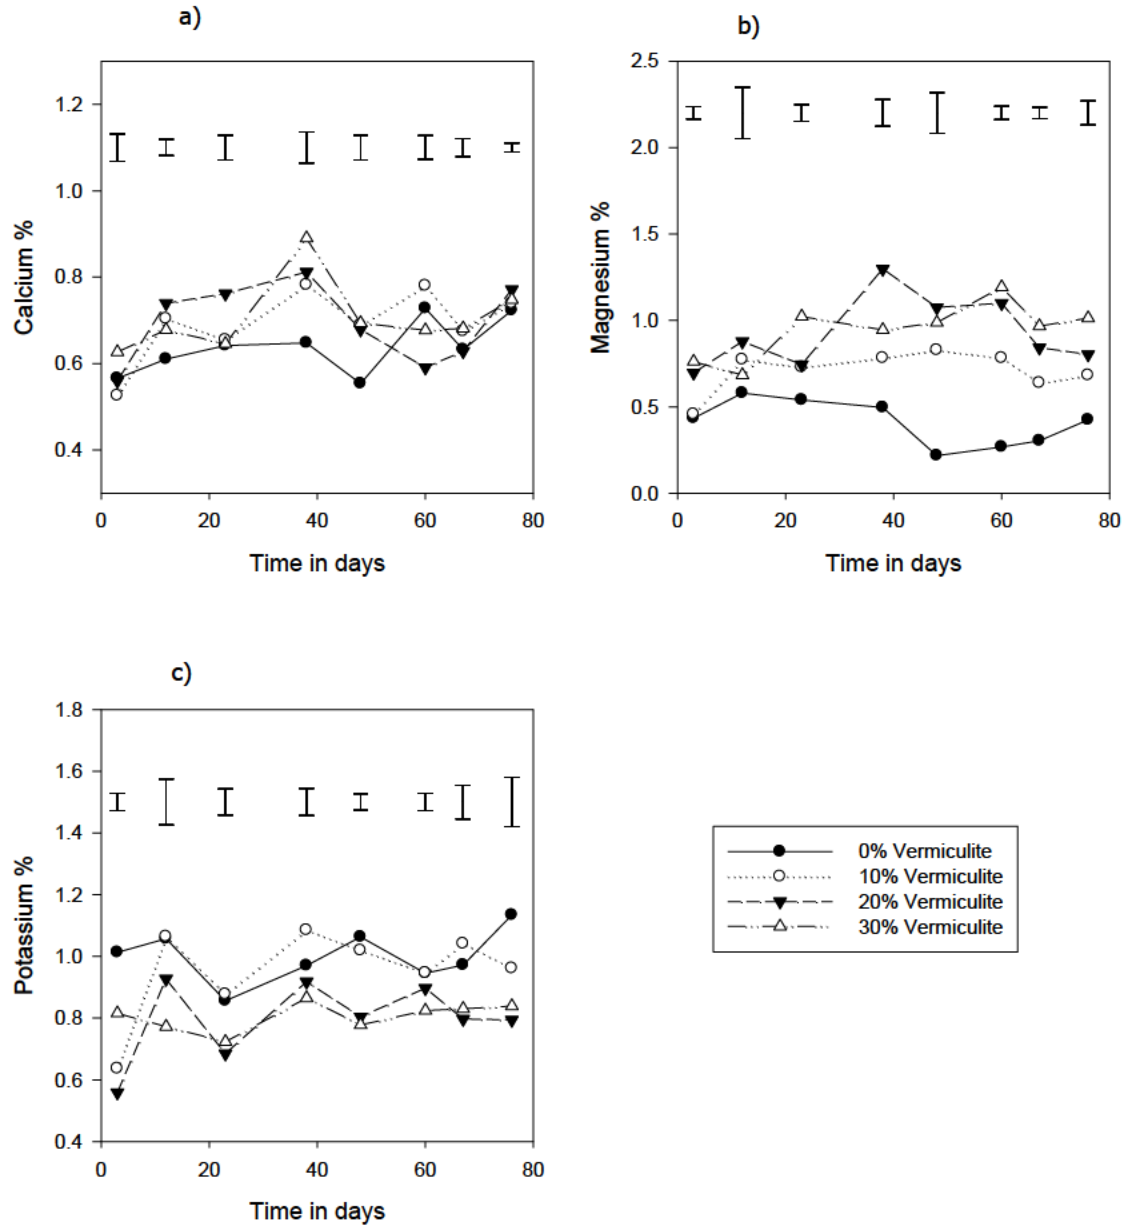 a)
1.2
1.0
0.8
0.6
0.4
Calcium %
0 20 40 60 80
Time in days
b)
2.5
2.0
1.5
1.0
0.5
0.0
Magnesium %
0 20 40 60 80
Time in days
c)
1.8
1.6
1.4
1.2
1.0
0.8
0.6
0.4
Potassium %
0 20 40 60 80
Time in days
0% Vermiculite
10% Vermiculite
20% Vermiculite
30% Vermiculite